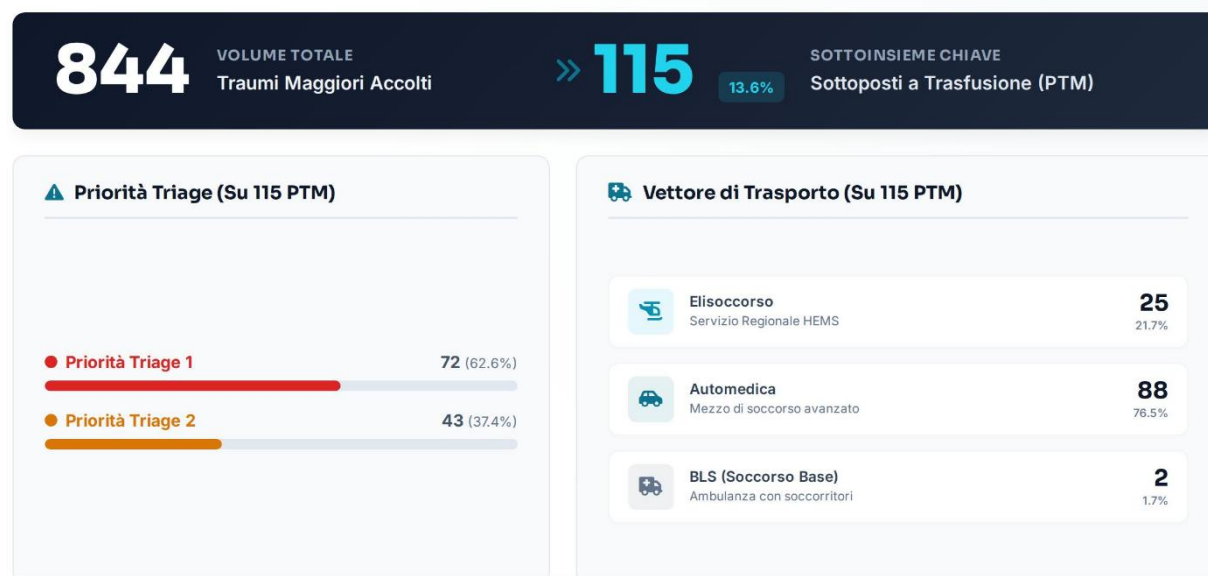 844
VOLUME TOTALE
Traumi Maggiori Accolti
115
13.6%
SOTTOINSIEME CHIAVE
Sottoposti a Trasfusione (PTM)
Priorità Triage (Su 115 PTM)
Priorità Triage 1 72 (62.6%)
Priorità Triage 2 43 (37.4%)
Vettore di Trasporto (Su 115 PTM)
Elisoccorso 25
Servizio Regionale HEMS 21.7%
Automedica 88
Mezzo di soccorso avanzato 76.5%
BLS (Soccorso Base) 2
Ambulanza con soccorritori 1.7%